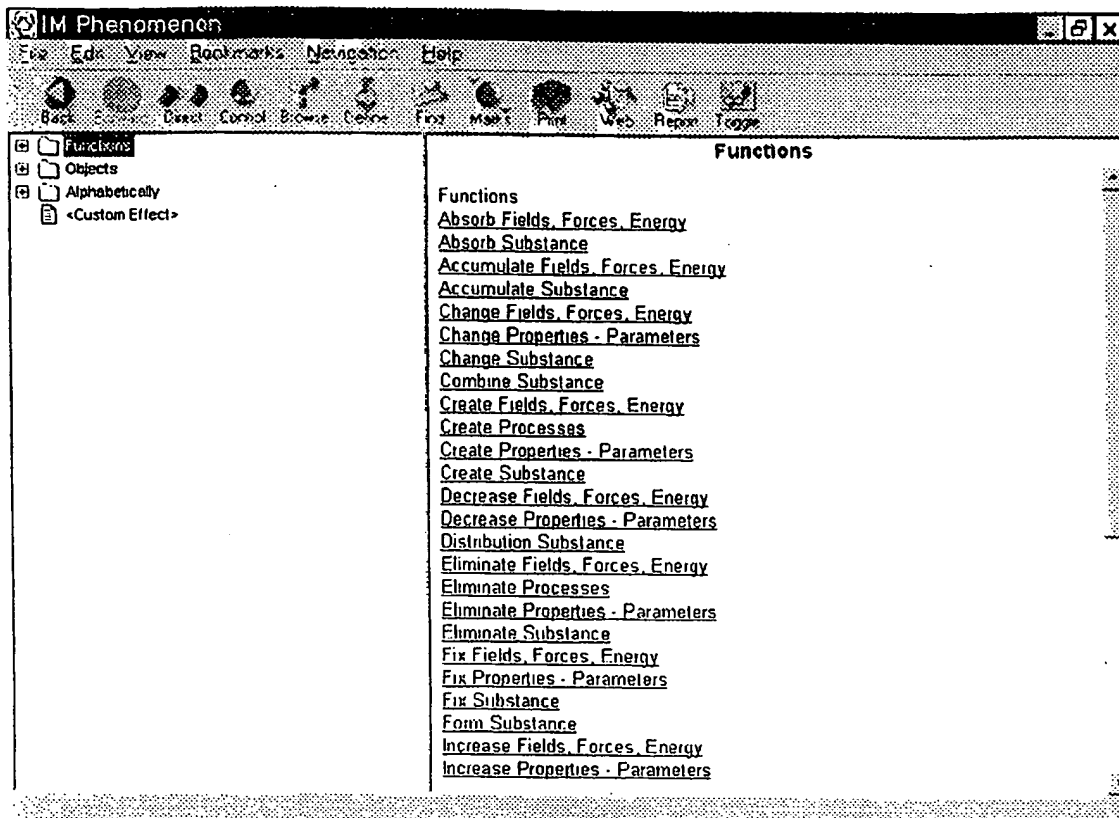 IM Phenomenon
File Edit View Bookmarks Navigation Help
Back Direct Control Browse Define Find Marks Print Web Report Toggle
Functions
Objects
Alphabetically
<Custom Effect>
Functions
Functions
Absorb Fields, Forces, Energy
Absorb Substance
Accumulate Fields, Forces, Energy
Accumulate Substance
Change Fields, Forces, Energy
Change Properties - Parameters
Change Substance
Combine Substance
Create Fields, Forces, Energy
Create Processes
Create Properties - Parameters
Create Substance
Decrease Fields, Forces, Energy
Decrease Properties - Parameters
Distribution Substance
Eliminate Fields, Forces, Energy
Eliminate Processes
Eliminate Properties - Parameters
Eliminate Substance
Fix Fields, Forces, Energy
Fix Properties - Parameters
Fix Substance
Form Substance
Increase Fields, Forces, Energy
Increase Properties - Parameters